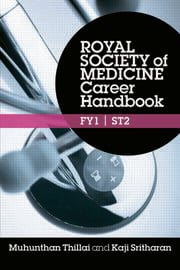 ROYAL
SOCIETY of
MEDICINE
Career
Handbook
FY1 | ST2
Muhunthan Thillai and Kaji Sritharan